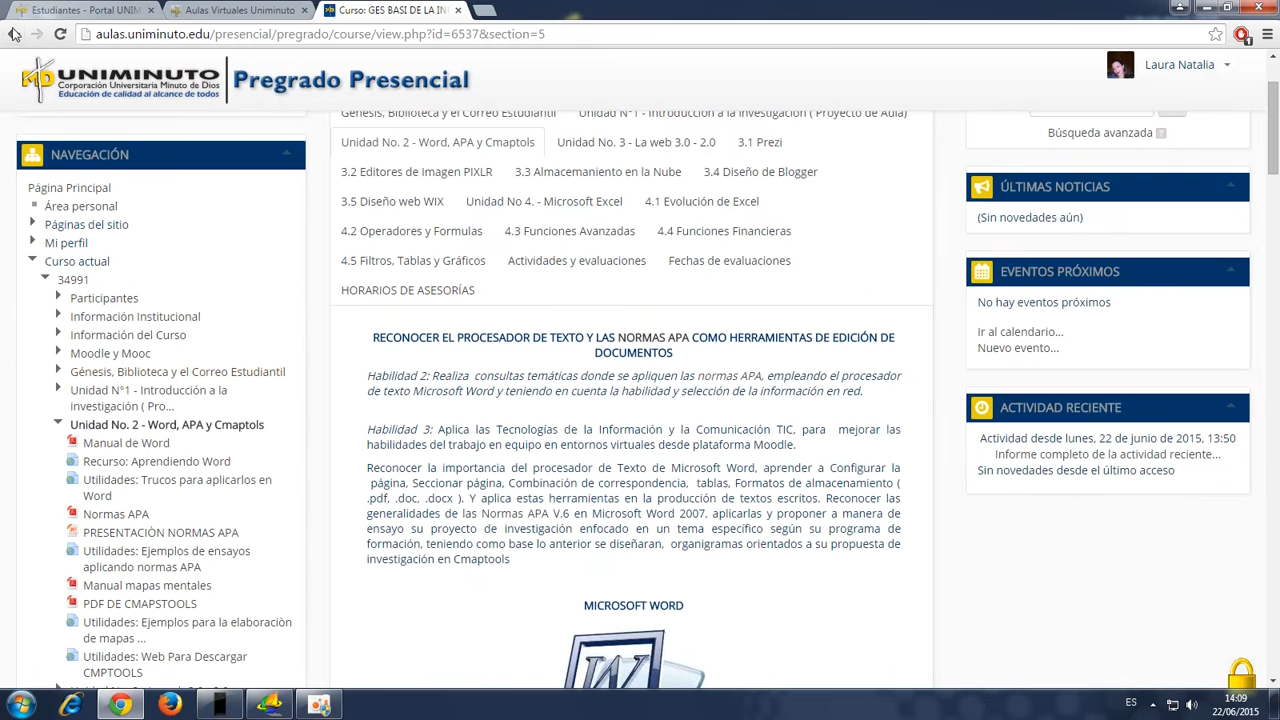 Estudiantes - Portal UNIM
Aulas Virtuales Uniminuto
Curso: GES BASI DE LA IN
aulas.uniminuto.edu/presencial/pregrado/course/view.php?id=6537&section=5
UNIMINUTO
Corporación Universitaria Minuto de Dios
Educación de calidad al alcance de todos
Pregrado Presencial
Laura Natalia
NAVEGACIÓN
Página Principal
Área personal
Páginas del sitio
Mi perfil
Curso actual
34991
Participantes
Información Institucional
Información del Curso
Moodle y Mooc
Génesis, Biblioteca y el Correo Estudiantil
Unidad N°1 - Introducción a la
investigación ( Pro...
Unidad No. 2 - Word, APA y Cmaptols
Manual de Word
Recurso: Aprendiendo Word
Utilidades: Trucos para aplicarlos en
Word
Normas APA
PRESENTACIÒN NORMAS APA
Utilidades: Ejemplos de ensayos
aplicando normas APA
Manual mapas mentales
PDF DE CMAPSTOOLS
Utilidades: Ejemplos para la elaboraciòn
de mapas ...
Utilidades: Web Para Descargar
CMPTOOLS
Génesis, Biblioteca y el Correo Estudiantil
Unidad N°1 - Introducción a la investigación ( Proyecto de Aula)
Unidad No. 2 - Word, APA y Cmaptols
Unidad No. 3 - La web 3.0 - 2.0
3.1 Prezi
3.2 Editores de Imagen PIXLR
3.3 Almacenamiento en la Nube
3.4 Diseño de Blogger
3.5 Diseño web WIX
Unidad No 4. - Microsoft Excel
4.1 Evolución de Excel
4.2 Operadores y Formulas
4.3 Funciones Avanzadas
4.4 Funciones Financieras
4.5 Filtros, Tablas y Gráficos
Actividades y evaluaciones
Fechas de evaluaciones
HORARIOS DE ASESORÍAS
RECONOCER EL PROCESADOR DE TEXTO Y LAS NORMAS APA COMO HERRAMIENTAS DE EDICIÓN DE
DOCUMENTOS
Habilidad 2: Realiza consultas temáticas donde se apliquen las normas APA, empleando el procesador
de texto Microsoft Word y teniendo en cuenta la habilidad y selección de la información en red.
Habilidad 3: Aplica las Tecnologías de la Información y la Comunicación TIC, para mejorar las
habilidades del trabajo en equipo en entornos virtuales desde plataforma Moodle.
Reconocer la importancia del procesador de Texto de Microsoft Word, aprender a Configurar la
página, Seccionar página, Combinación de correspondencia, tablas, Formatos de almacenamiento (
.pdf, .doc, .docx ). Y aplica estas herramientas en la producción de textos escritos. Reconocer las
generalidades de las Normas APA V.6 en Microsoft Word 2007, aplicarlas y proponer a manera de
ensayo su proyecto de investigación enfocado en un tema específico según su programa de
formación, teniendo como base lo anterior se diseñaran, organigramas orientados a su propuesta de
investigación en Cmaptools
MICROSOFT WORD
Búsqueda avanzada
ÚLTIMAS NOTICIAS
(Sin novedades aún)
EVENTOS PRÓXIMOS
No hay eventos próximos
Ir al calendario...
Nuevo evento...
ACTIVIDAD RECIENTE
Actividad desde lunes, 22 de junio de 2015, 13:50
Informe completo de la actividad reciente...
Sin novedades desde el último acceso
ES
14:09
22/06/2015